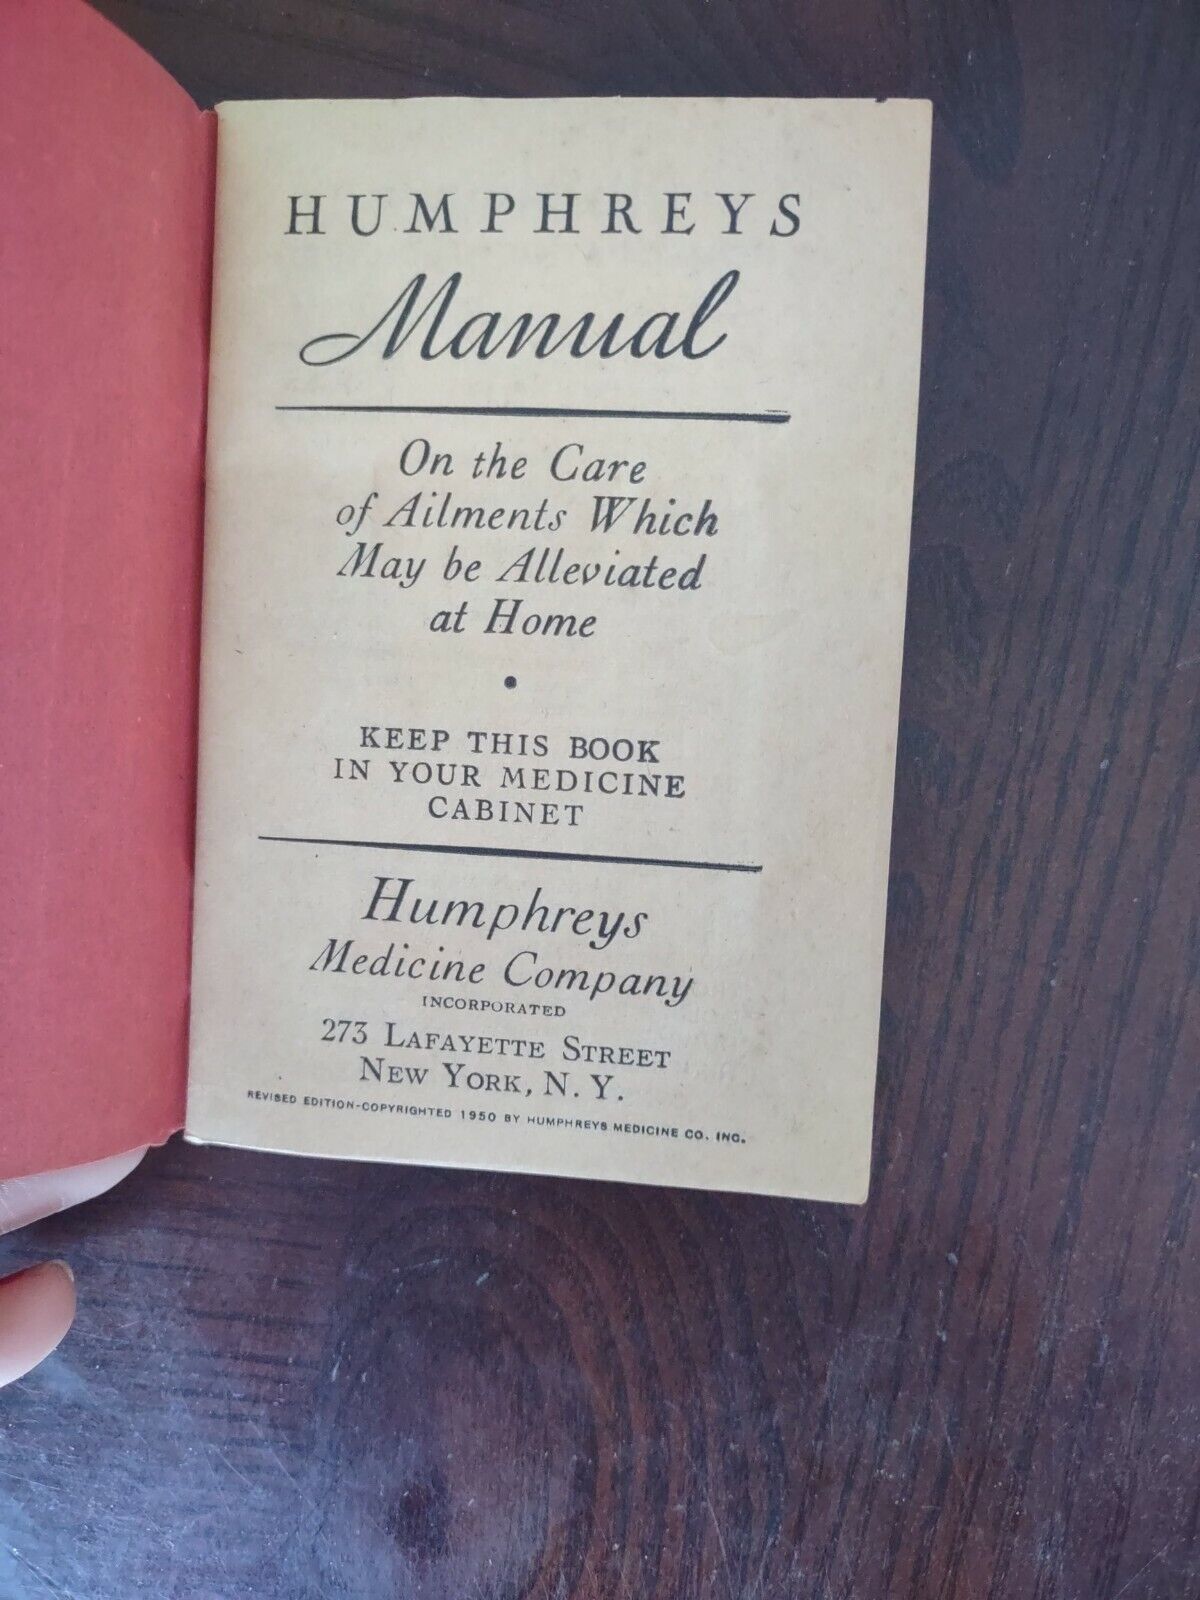 HUMPHREYS
Manual
On the Care
of Ailments Which
May be Alleviated
at Home
•
KEEP THIS BOOK
IN YOUR MEDICINE
CABINET
Humphreys
Medicine Company
INCORPORATED
273 LAFAYETTE STREET
NEW YORK, N. Y.
REVISED EDITION-COPYRIGHTED 1950 BY HUMPHREYS MEDICINE CO. INC.